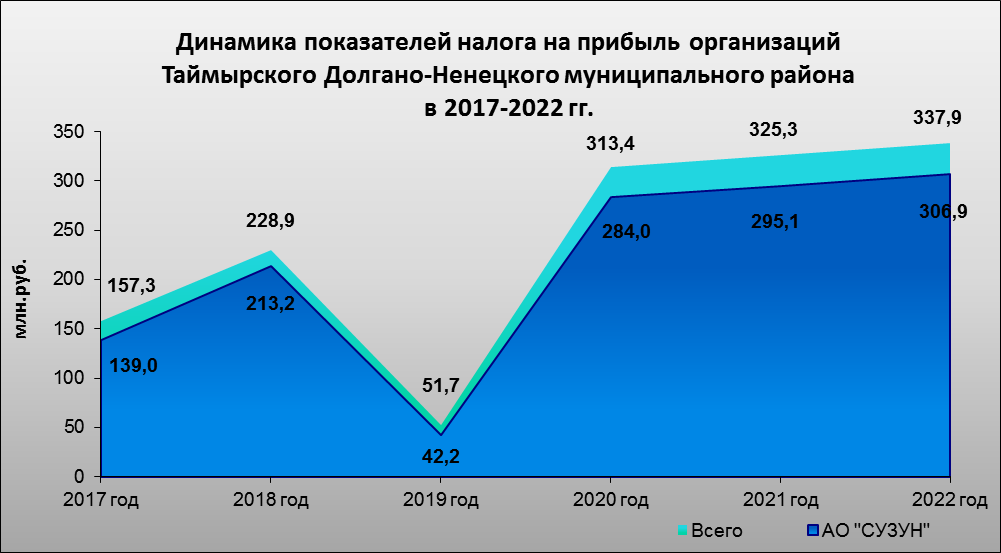 Динамика показателей налога на прибыль организаций
Таймырского Долгано-Ненецкого муниципального района
в 2017-2022 гг.
млн.руб.
350
300
250
200
150
100
50
0
157,3
228,9
51,7
313,4
325,3
337,9
139,0
213,2
42,2
284,0
295,1
306,9
2017 год
2018 год
2019 год
2020 год
2021 год
2022 год
Всего
АО "СУЗУН"